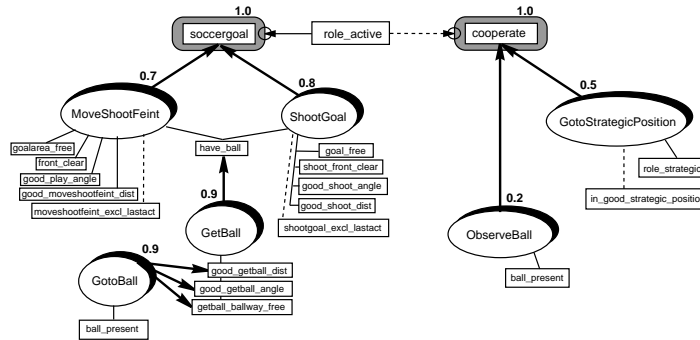 1.0
1.0
soccergoal
role_active
cooperate
0.7
0.8
0.5
MoveShootFeint
ShootGoal
GotoStrategicPosition
goalarea_free
have_ball
goal_free
front_clear
shoot_front_clear
role_strategic
good_play_angle
good_shoot_angle
good_moveshootfeint_dist
0.9
0.2
in_good_strategic_positio
good_shoot_dist
moveshootfeint_excl_lastact
shootgoal_excl_lastact
GetBall
ObserveBall
0.9
good_getball_dist
ball_present
GotoBall
good_getball_angle
getball_ballway_free
ball_present